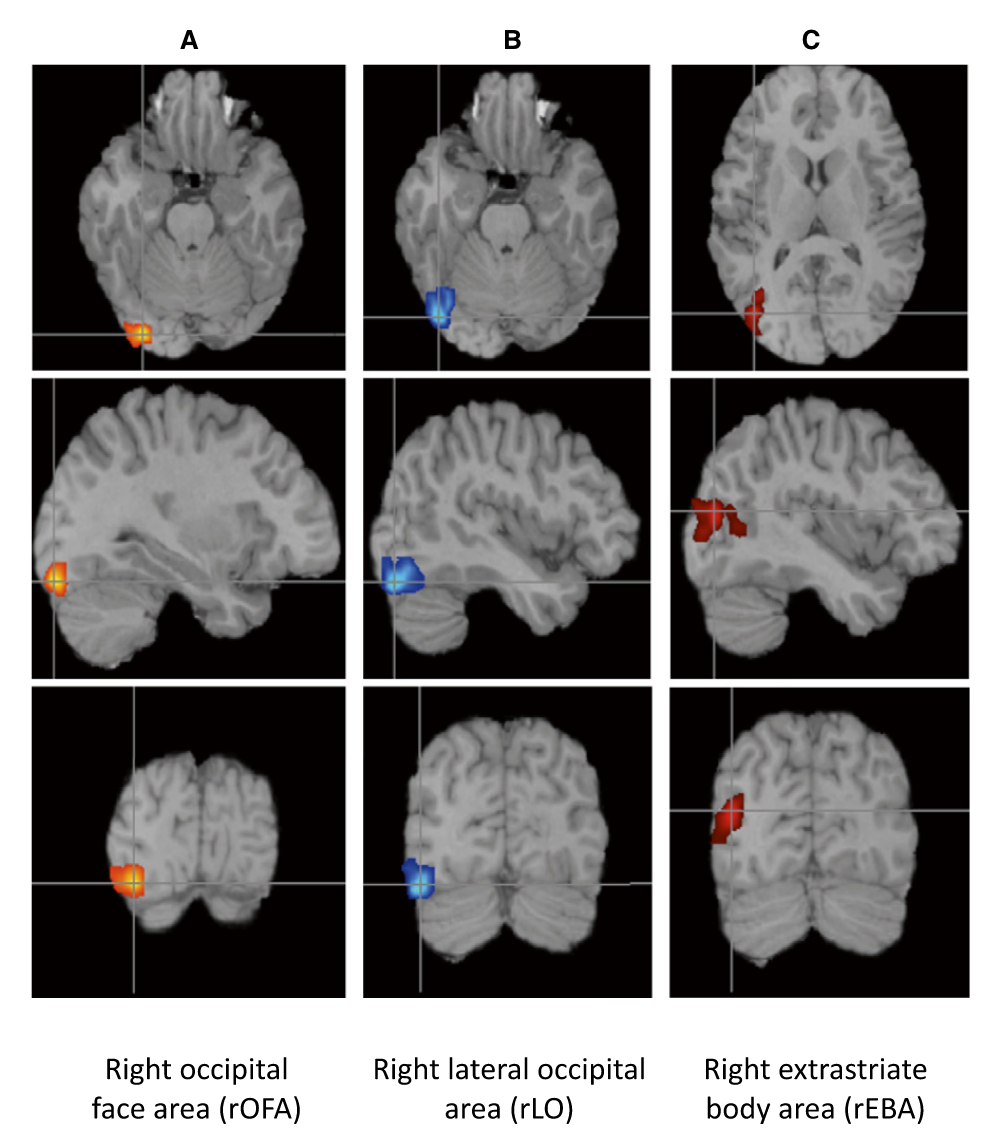 A
B
C
Right occipital
face area (rOFA)
Right lateral occipital
area (rLO)
Right extrastriate
body area (rEBA)